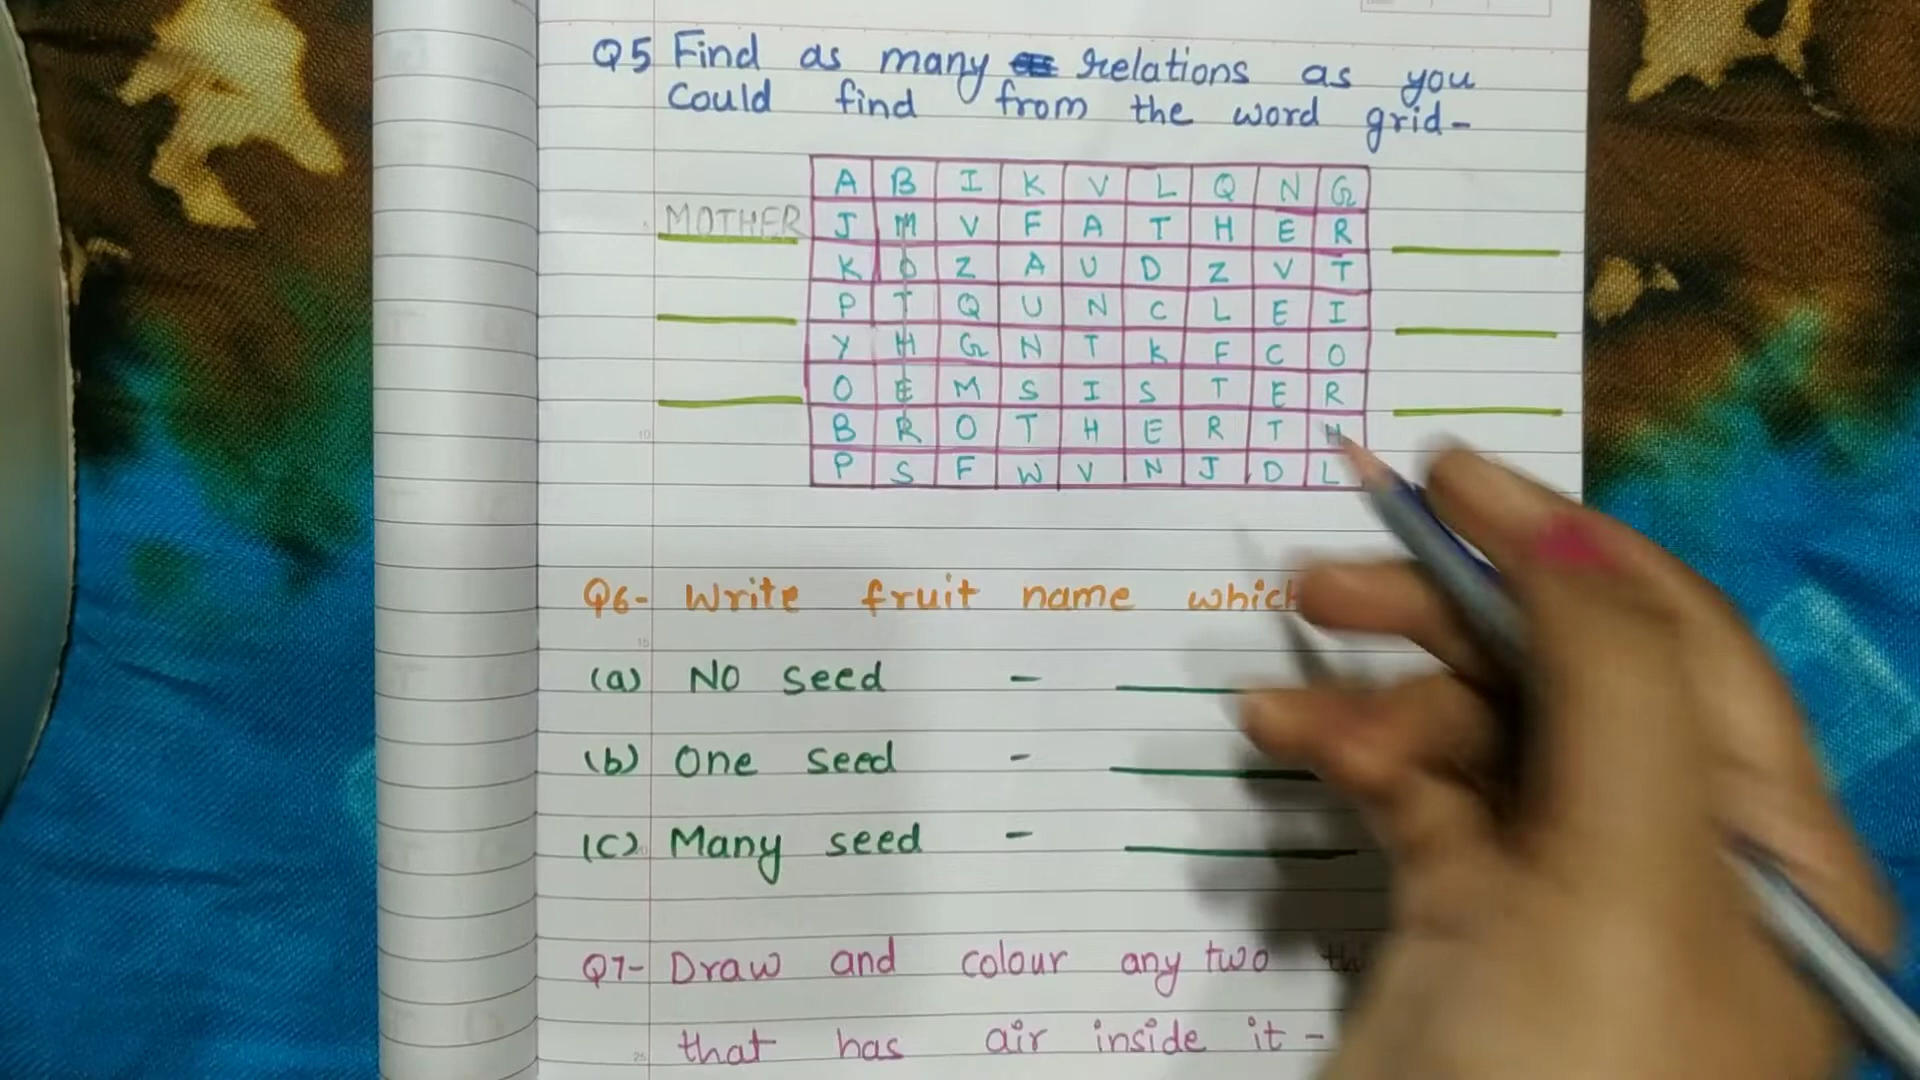 Q5 Find as many relations as you
could find from the word grid-
A B I K V L Q N G
MOTHER J M V F A T H E R
K O Z A U D Z V T
P T Q U N C L E I
Y H G N T K F C O
O E M S I S T E R
B R O T H E R T H
P S F W V N J D L
Q6- Write fruit name which
(a) No seed -
(b) One seed -
(c) Many seed -
Q7- Draw and colour any two
that has air inside it -